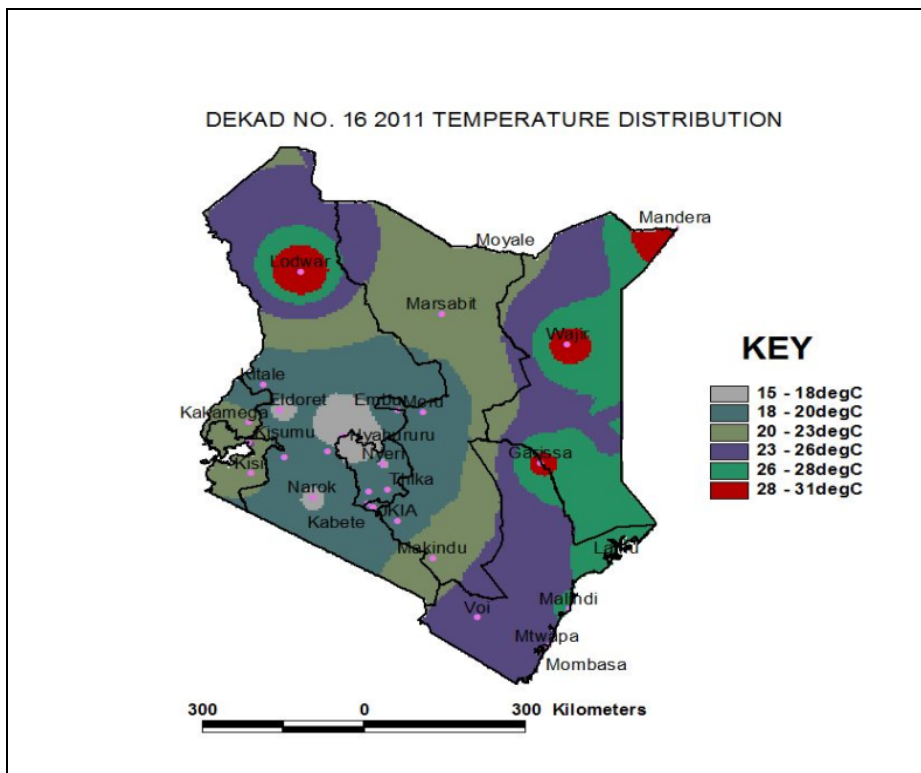 DEKAD NO. 16 2011 TEMPERATURE DISTRIBUTION
Mandera
Moyale
Lodwar
Marsabit
Wajir
KEY
Kitale
15 - 18degC
Eldoret
Embu
Meru
18 - 20degC
Kakamega
20 - 23degC
Kisumu
Nyahururu
23 - 26degC
Nyeri
Garissa
26 - 28degC
Kisii
Thika
28 - 31degC
Narok
Kabete
JKIA
Makindu
Lamu
Voi
Malindi
Mtwapa
Mombasa
300 0 300 Kilometers